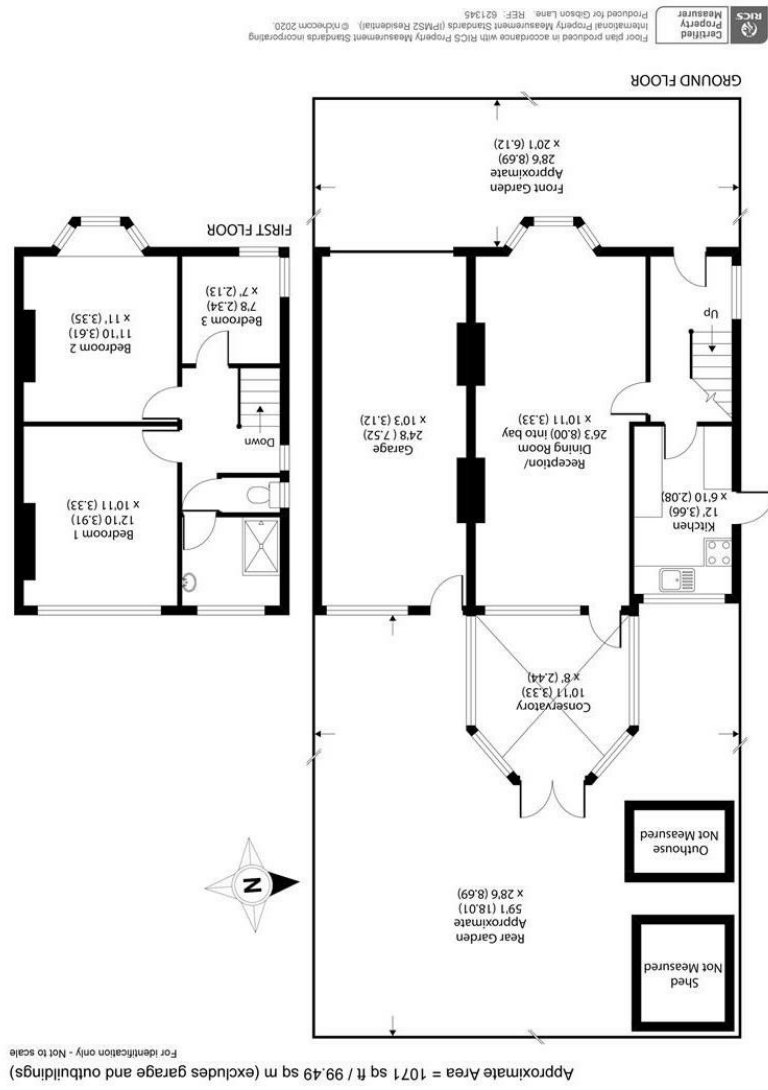 Approximate Area = 1071 sq ft / 99.49 sq m (excludes garage and outbuildings)
For identification only - Not to scale
Shed
Not Measured
Outhouse
Not Measured
Rear Garden
Approximate
59'1 (18.01)
x 28'6 (8.69)
N
Conservatory
10'11 (3.33)
x 8' (2.44)
Kitchen
12' (3.66)
x 6'10 (2.08)
Reception/
Dining Room
26'3 (8.00) into bay
x 10'11 (3.33)
Garage
24'8 (7.52)
x 10'3 (3.12)
Up
Front Garden
Approximate
28'6 (8.69)
x 20'1 (6.12)
GROUND FLOOR
Bedroom 1
12'10 (3.91)
x 10'11 (3.33)
Down
Bedroom 2
11'10 (3.61)
x 11' (3.35)
Bedroom 3
7'8 (2.34)
x 7' (2.13)
FIRST FLOOR
RICS
Certified
Property
Measurer
Floor plan produced in accordance with RICS Property Measurement Standards incorporating
International Property Measurement Standards (IPMS2 Residential). ©nichecom 2020.
Produced for Gibson Lane. REF: 621345